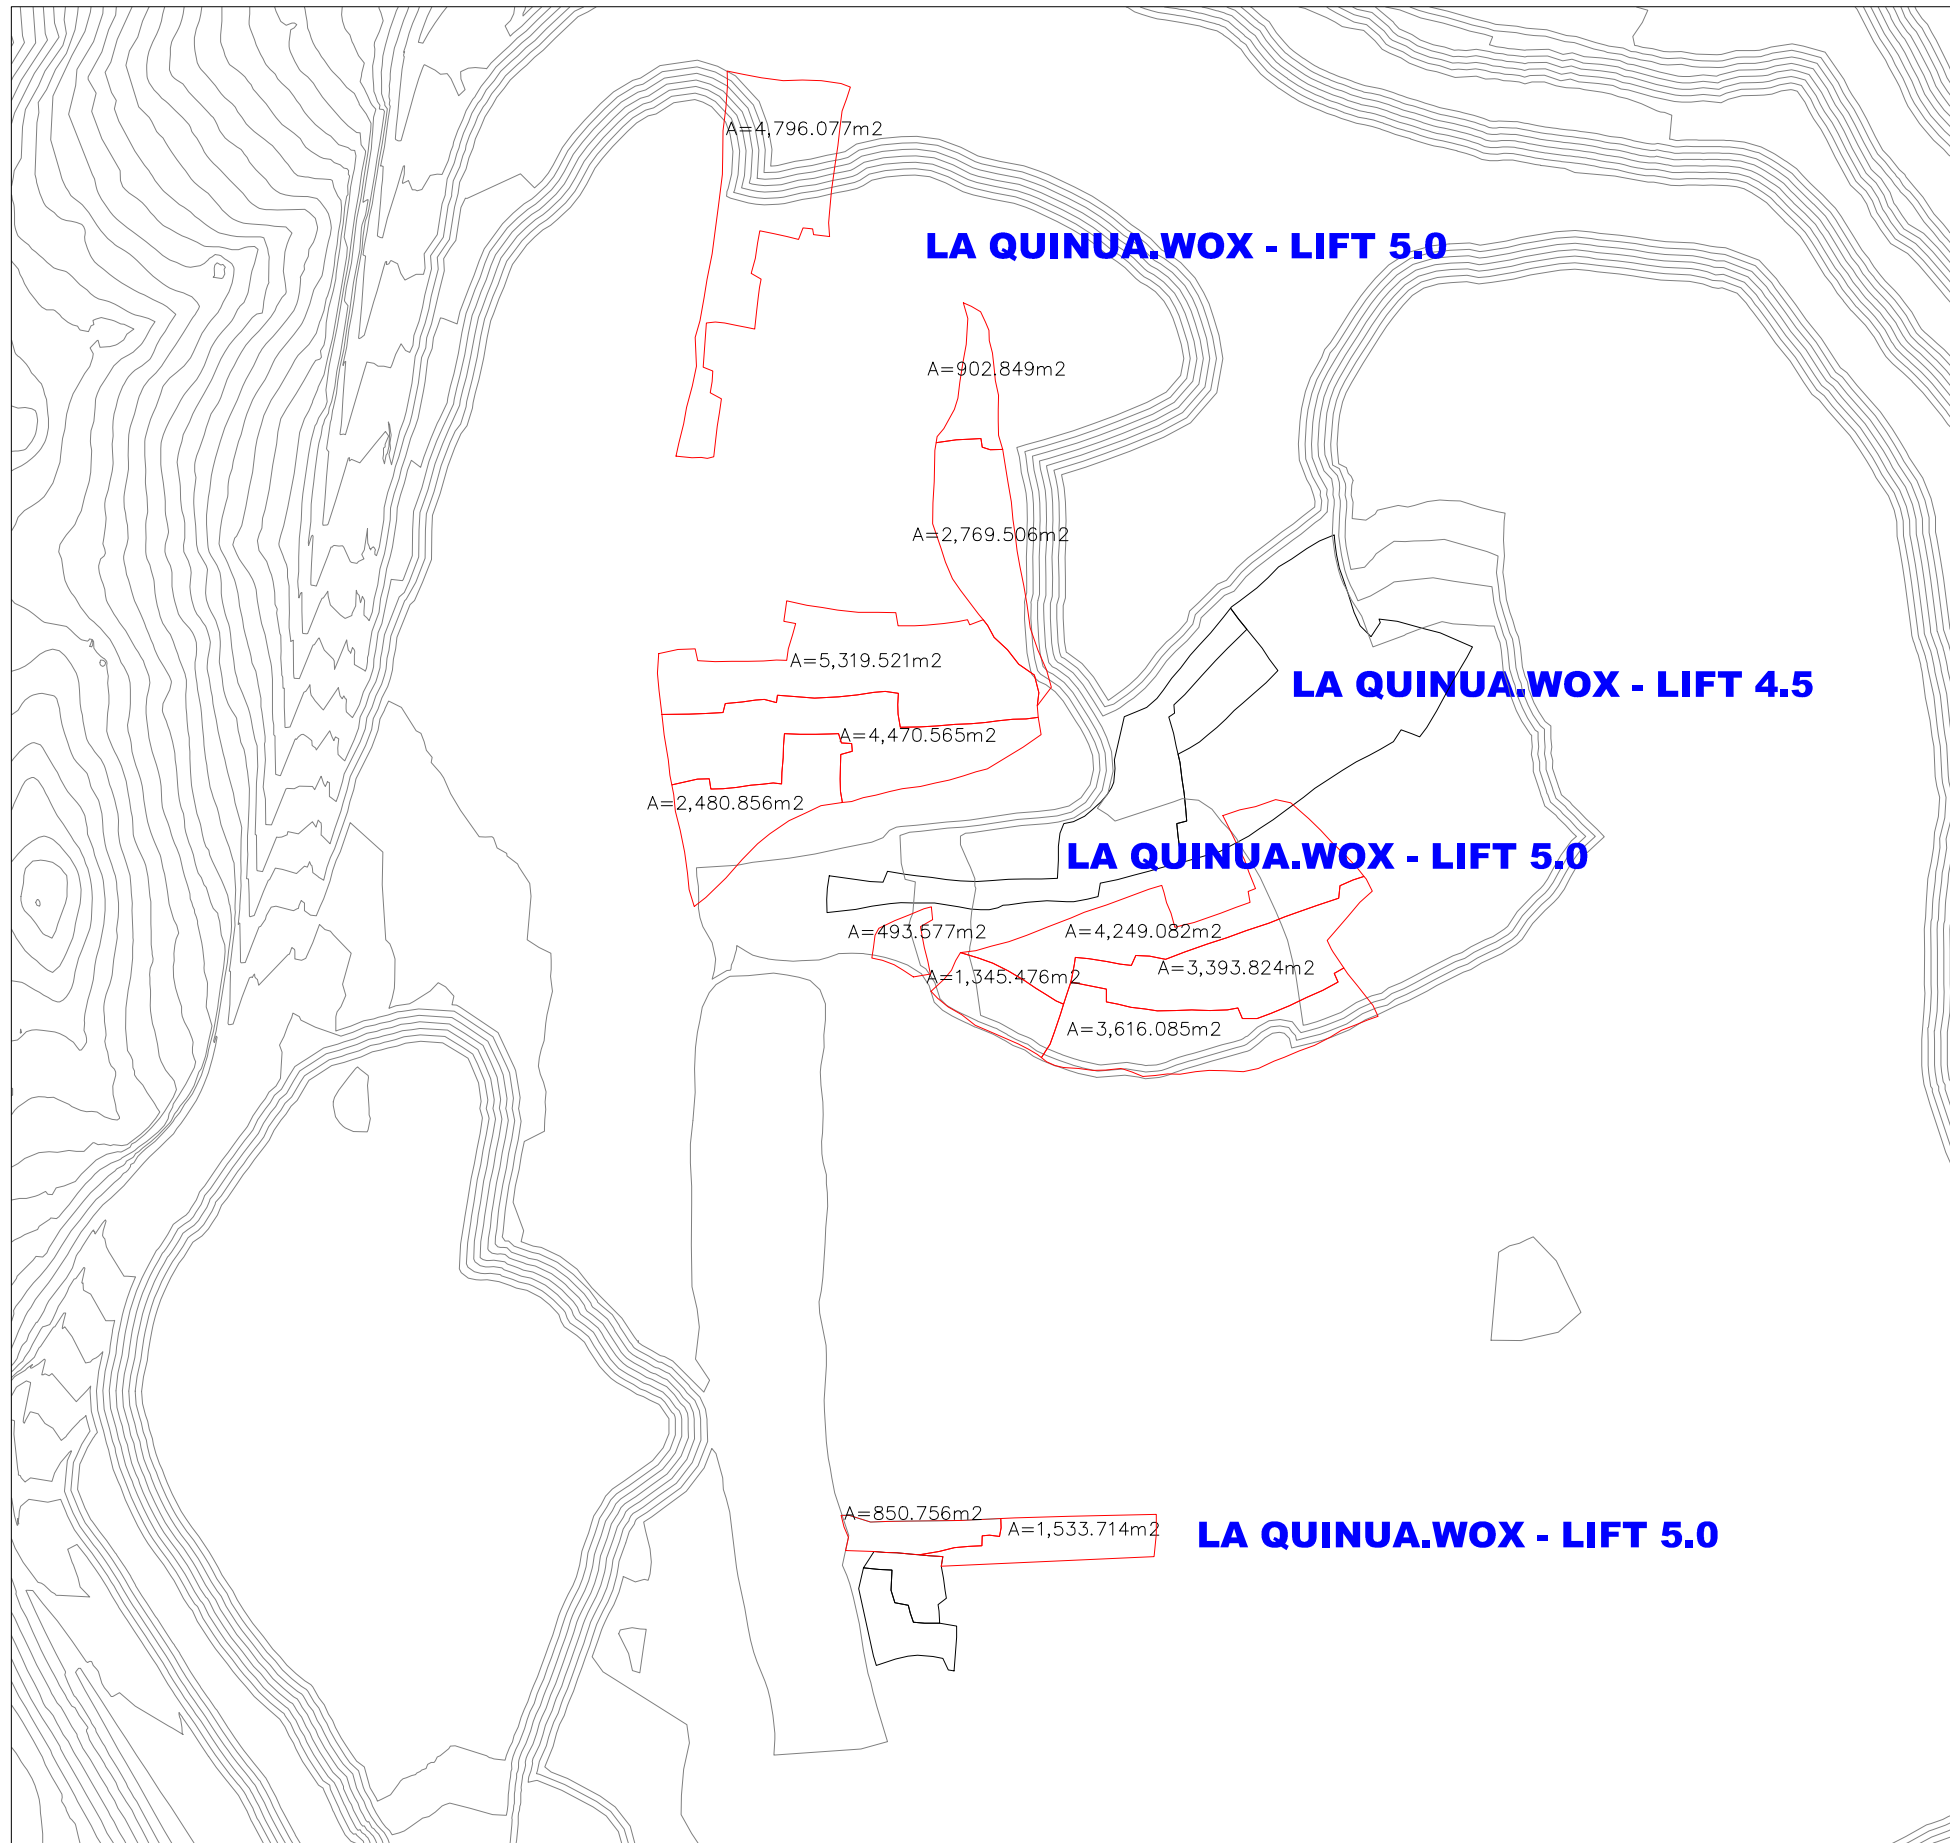 A=4,796.077m2
LA QUINUA.WOX - LIFT 5.0
A=902.849m2
A=2,769.506m2
A=5,319.521m2
LA QUINUA.WOX - LIFT 4.5
A=4,470.565m2
A=2,480.856m2
LA QUINUA.WOX - LIFT 5.0
A=493.577m2
A=4,249.082m2
A=3,393.824m2
A=1,345.476m2
A=3,616.085m2
A=850.756m2
A=1,533.714m2
LA QUINUA.WOX - LIFT 5.0